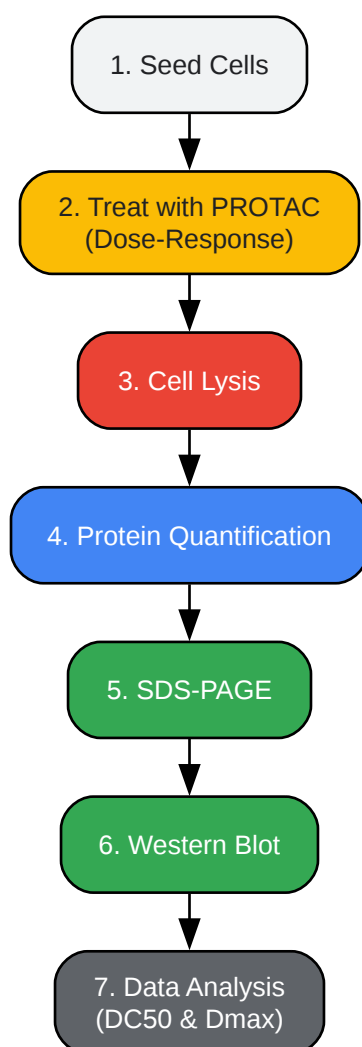 1. Seed Cells
2. Treat with PROTAC
(Dose-Response)
3. Cell Lysis
4. Protein Quantification
5. SDS-PAGE
6. Western Blot
7. Data Analysis
(DC50 & Dmax)